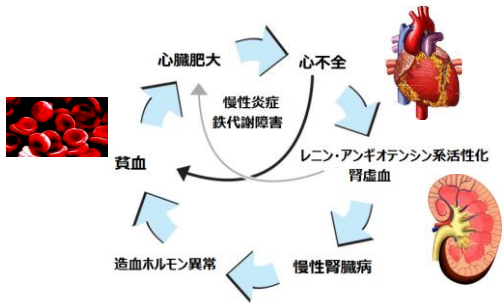 心臓肥大
心不全
慢性炎症
鉄代謝障害
貧血
レニン・アンギオテンシン系活性化
腎虚血
造血ホルモン異常
慢性腎臓病